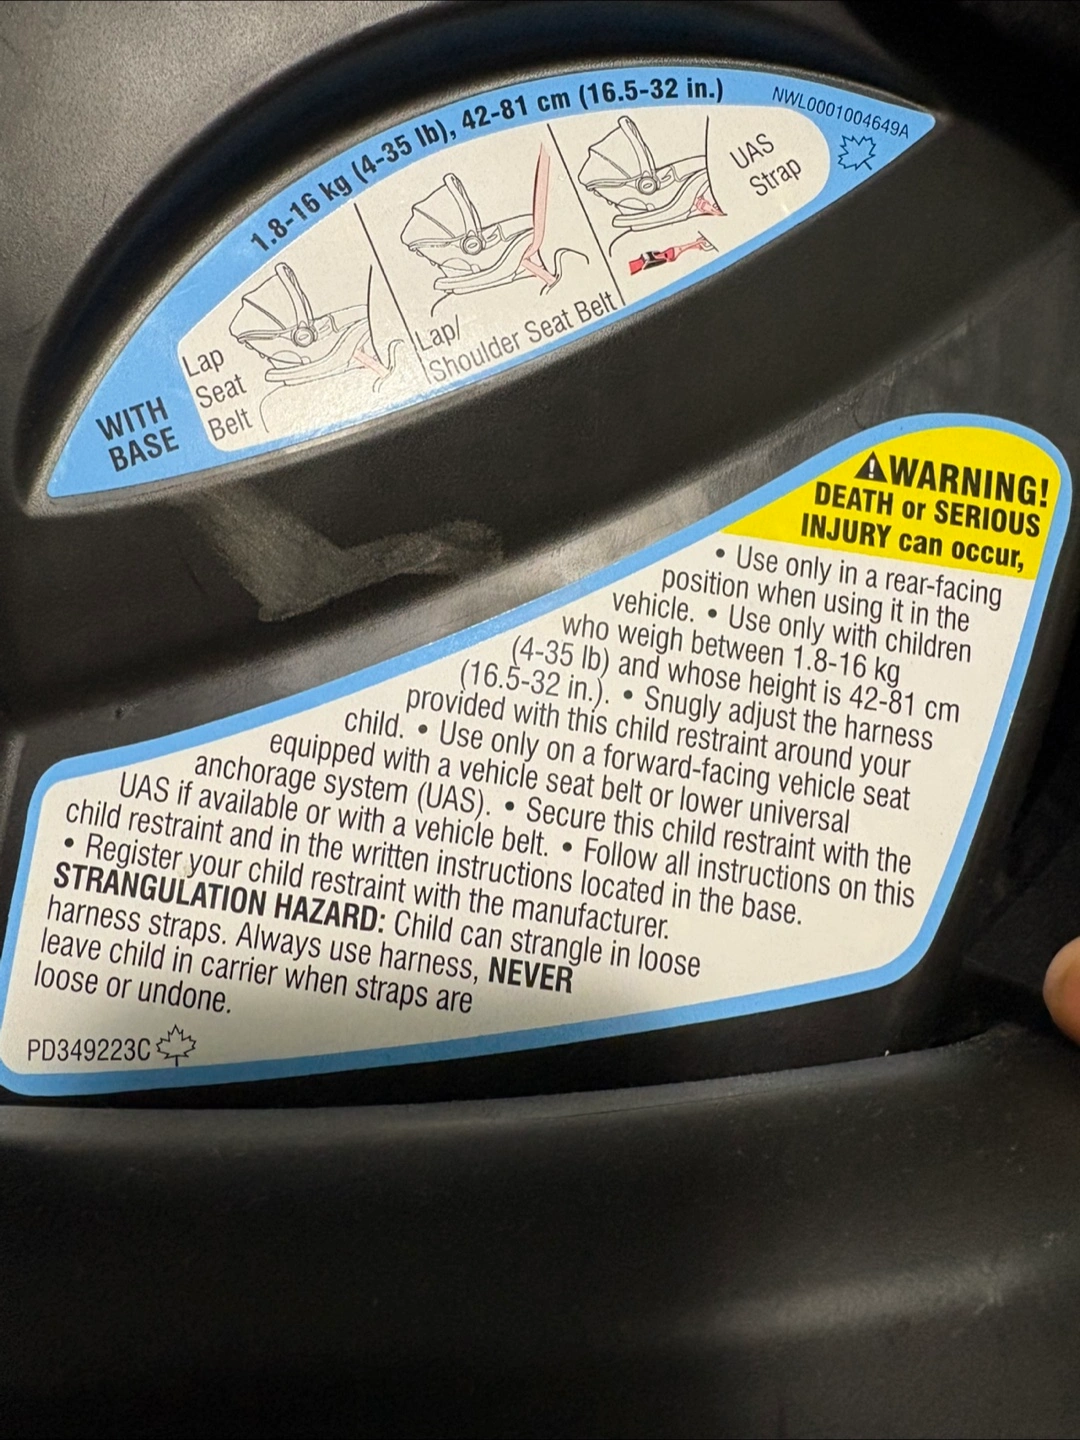 1.8-16 kg (4-35 lb), 42-81 cm (16.5-32 in.)
NWL0001004649A
UAS
Strap
Lap/
Shoulder Seat Belt
Lap
Seat
Belt
WITH
BASE
⚠WARNING!
DEATH or SERIOUS
INJURY can occur,
• Use only in a rear-facing
position when using it in the
vehicle. • Use only with children
who weigh between 1.8-16 kg
(4-35 lb) and whose height is 42-81 cm
(16.5-32 in.). • Snugly adjust the harness
provided with this child restraint around your
child. • Use only on a forward-facing vehicle seat
equipped with a vehicle seat belt or lower universal
anchorage system (UAS). • Secure this child restraint with the
UAS if available or with a vehicle belt. • Follow all instructions on this
child restraint and in the written instructions located in the base.
• Register your child restraint with the manufacturer.
STRANGULATION HAZARD: Child can strangle in loose
harness straps. Always use harness, NEVER
leave child in carrier when straps are
loose or undone.
PD349223C